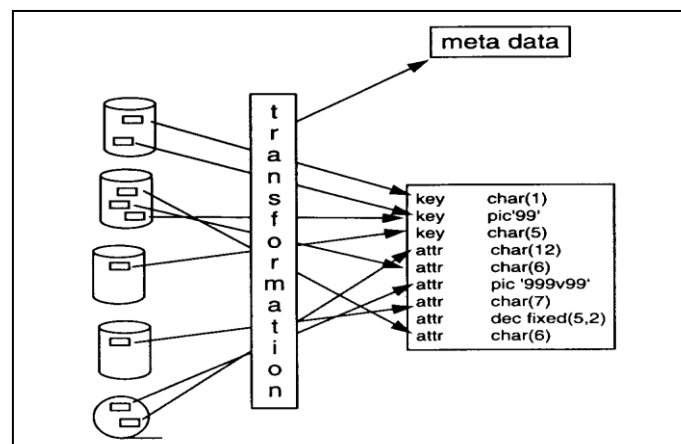 meta data
transformation
key char(1)
key pic'99'
key char(5)
attr char(12)
attr char(6)
attr pic '999v99‘
attr char(7)
attr dec fixed(5,2)
attr char(6)